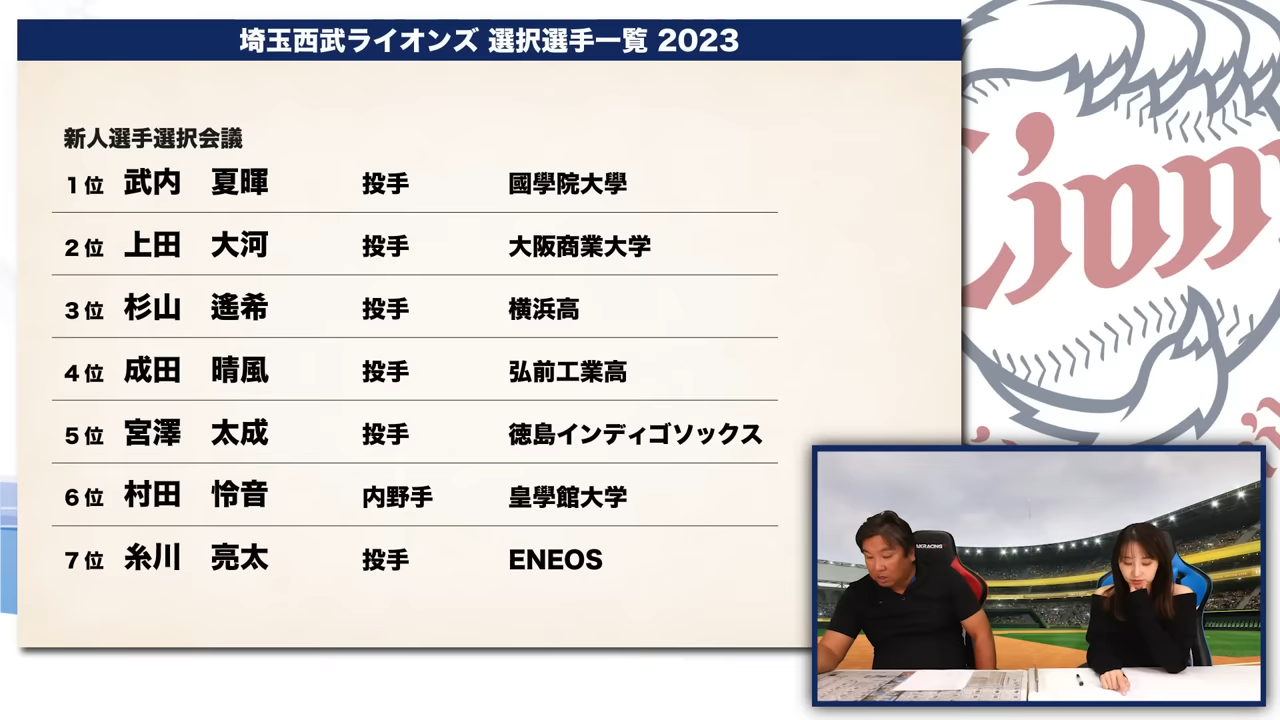 埼玉西武ライオンズ 選択選手一覧 2023
新人選手選択会議
1位 武内 夏暉 投手 國學院大學
2位 上田 大河 投手 大阪商業大学
3位 杉山 遙希 投手 横浜高
4位 成田 晴風 投手 弘前工業高
5位 宮澤 太成 投手 徳島インディゴソックス
6位 村田 怜音 内野手 皇學館大学
7位 糸川 亮太 投手 ENEOS
Lions
AKRACING